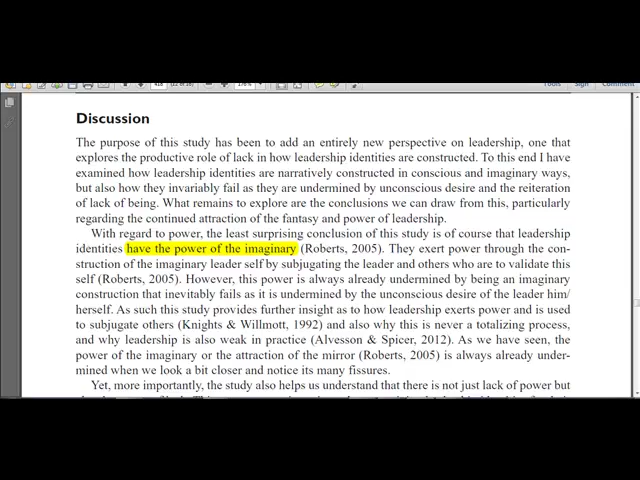 418
176%
Tools
Sign
Comment
Discussion
The purpose of this study has been to add an entirely new perspective on leadership, one that
explores the productive role of lack in how leadership identities are constructed. To this end I have
examined how leadership identities are narratively constructed in conscious and imaginary ways,
but also how they invariably fail as they are undermined by unconscious desire and the reiteration
of lack of being. What remains to explore are the conclusions we can draw from this, particularly
regarding the continued attraction of the fantasy and power of leadership.
With regard to power, the least surprising conclusion of this study is of course that leadership
identities have the power of the imaginary (Roberts, 2005). They exert power through the con-
struction of the imaginary leader self by subjugating the leader and others who are to validate this
self (Roberts, 2005). However, this power is always already undermined by being an imaginary
construction that inevitably fails as it is undermined by the unconscious desire of the leader him/
herself. As such this study provides further insight as to how leadership exerts power and is used
to subjugate others (Knights & Willmott, 1992) and also why this is never a totalizing process,
and why leadership is also weak in practice (Alvesson & Spicer, 2012). As we have seen, the
power of the imaginary or the attraction of the mirror (Roberts, 2005) is always already under-
mined when we look a bit closer and notice its many fissures.
Yet, more importantly, the study also helps us understand that there is not just lack of power but